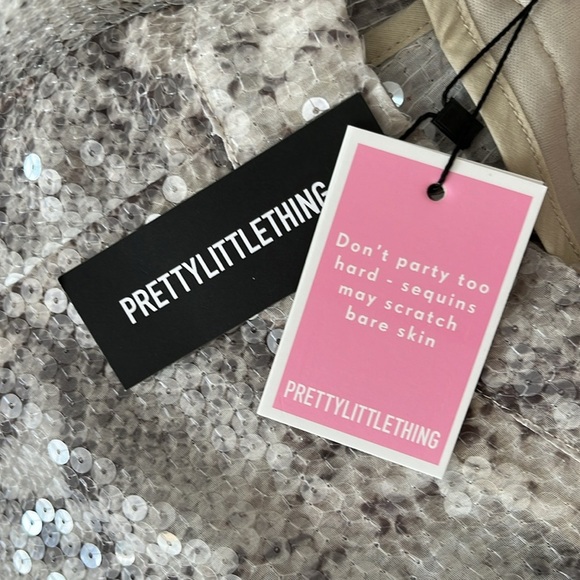 PRETTYLITTLETHING
Don't party too
hard - sequins
may scratch
bare skin
PRETTYLITTLETHING